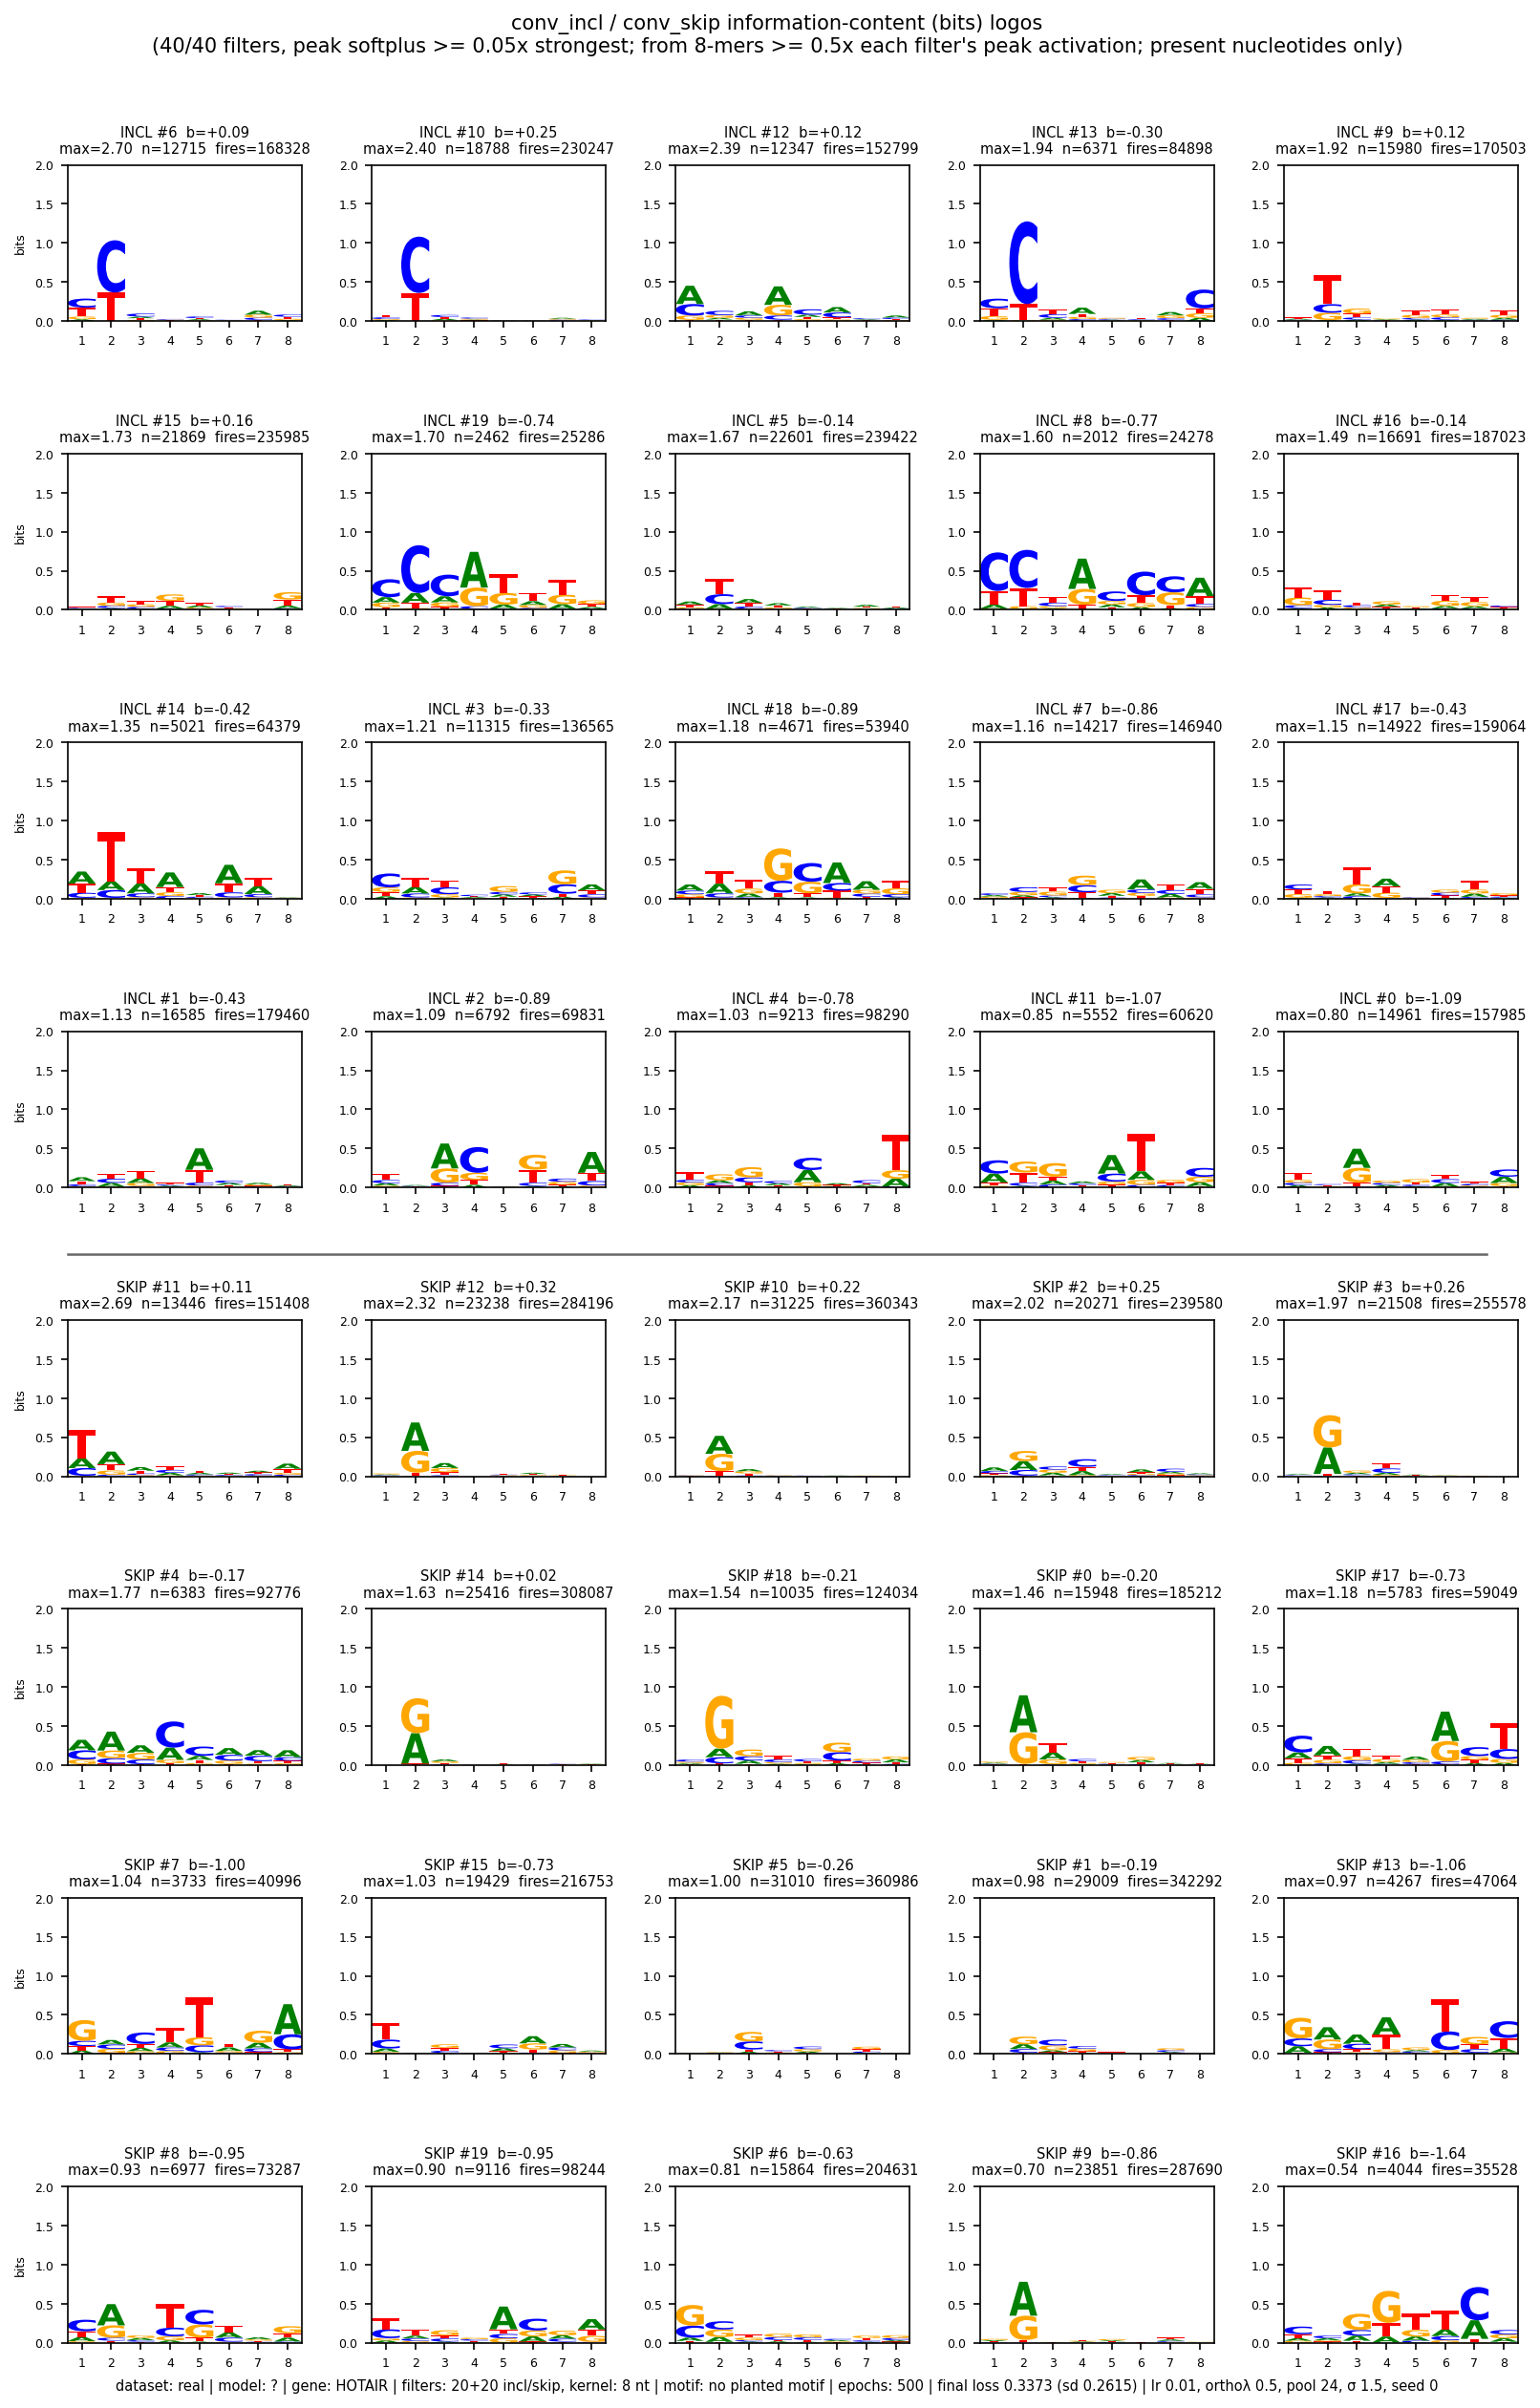 conv_incl / conv_skip information-content (bits) logos
(40/40 filters, peak softplus >= 0.05x strongest; from 8-mers >= 0.5x each filter's peak activation; present nucleotides only)
INCL #6 b=+0.09
max=2.70 n=12715 fires=168328
INCL #10 b=+0.25
max=2.40 n=18788 fires=230247
INCL #12 b=+0.12
max=2.39 n=12347 fires=152799
INCL #13 b=-0.30
max=1.94 n=6371 fires=84898
INCL #9 b=+0.12
max=1.92 n=15980 fires=170503
INCL #15 b=+0.16
max=1.73 n=21869 fires=235985
INCL #19 b=-0.74
max=1.70 n=2462 fires=25286
INCL #5 b=-0.14
max=1.67 n=22601 fires=239422
INCL #8 b=-0.77
max=1.60 n=2012 fires=24278
INCL #16 b=-0.14
max=1.49 n=16691 fires=187023
INCL #14 b=-0.42
max=1.35 n=5021 fires=64379
INCL #3 b=-0.33
max=1.21 n=11315 fires=136565
INCL #18 b=-0.89
max=1.18 n=4671 fires=53940
INCL #7 b=-0.86
max=1.16 n=14217 fires=146940
INCL #17 b=-0.43
max=1.15 n=14922 fires=159064
INCL #1 b=-0.43
max=1.13 n=16585 fires=179460
INCL #2 b=-0.89
max=1.09 n=6792 fires=69831
INCL #4 b=-0.78
max=1.03 n=9213 fires=98290
INCL #11 b=-1.07
max=0.85 n=5552 fires=60620
INCL #0 b=-1.09
max=0.80 n=14961 fires=157985
SKIP #11 b=+0.11
max=2.69 n=13446 fires=151408
SKIP #12 b=+0.32
max=2.32 n=23238 fires=284196
SKIP #10 b=+0.22
max=2.17 n=31225 fires=360343
SKIP #2 b=+0.25
max=2.02 n=20271 fires=239580
SKIP #3 b=+0.26
max=1.97 n=21508 fires=255578
SKIP #4 b=-0.17
max=1.77 n=6383 fires=92776
SKIP #14 b=+0.02
max=1.63 n=25416 fires=308087
SKIP #18 b=-0.21
max=1.54 n=10035 fires=124034
SKIP #0 b=-0.20
max=1.46 n=15948 fires=185212
SKIP #17 b=-0.73
max=1.18 n=5783 fires=59049
SKIP #7 b=-1.00
max=1.04 n=3733 fires=40996
SKIP #15 b=-0.73
max=1.03 n=19429 fires=216753
SKIP #5 b=-0.26
max=1.00 n=31010 fires=360986
SKIP #1 b=-0.19
max=0.98 n=29009 fires=342292
SKIP #13 b=-1.06
max=0.97 n=4267 fires=47064
SKIP #8 b=-0.95
max=0.93 n=6977 fires=73287
SKIP #19 b=-0.95
max=0.90 n=9116 fires=98244
SKIP #6 b=-0.63
max=0.81 n=15864 fires=204631
SKIP #9 b=-0.86
max=0.70 n=23851 fires=287690
SKIP #16 b=-1.64
max=0.54 n=4044 fires=35528
bits
2.0
1.5
1.0
0.5
0.0
1 2 3 4 5 6 7 8
dataset: real | model: ? | gene: HOTAIR | filters: 20+20 incl/skip, kernel: 8 nt | motif: no planted motif | epochs: 500 | final loss 0.3373 (sd 0.2615) | lr 0.01, orthoλ 0.5, pool 24, σ 1.5, seed 0